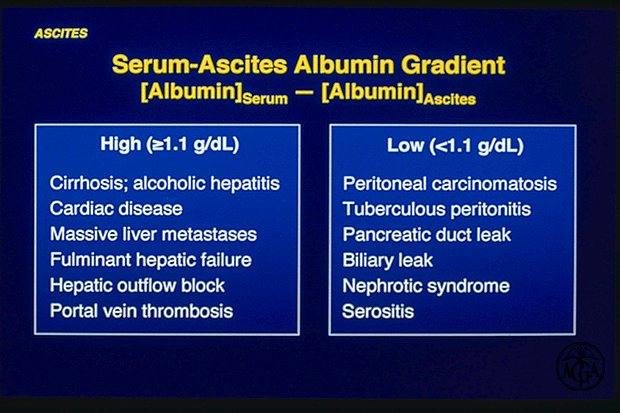 ASCITES
Serum-Ascites Albumin Gradient
[Albumin]Serum — [Albumin]Ascites
High (≥1.1 g/dL)
Cirrhosis; alcoholic hepatitis
Cardiac disease
Massive liver metastases
Fulminant hepatic failure
Hepatic outflow block
Portal vein thrombosis
Low (<1.1 g/dL)
Peritoneal carcinomatosis
Tuberculous peritonitis
Pancreatic duct leak
Biliary leak
Nephrotic syndrome
Serositis